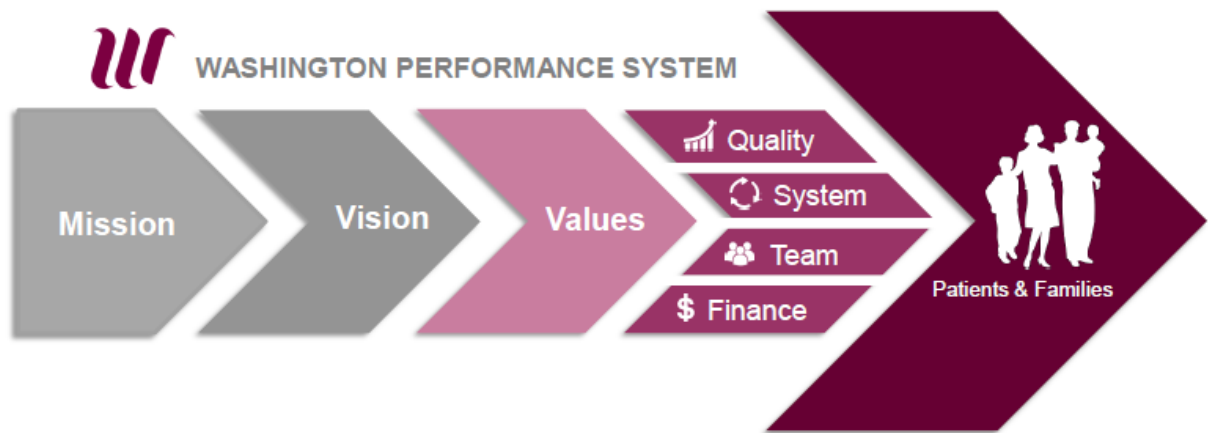 WASHINGTON PERFORMANCE SYSTEM
Mission
Vision
Values
Quality
System
Team
$ Finance
Patients & Families